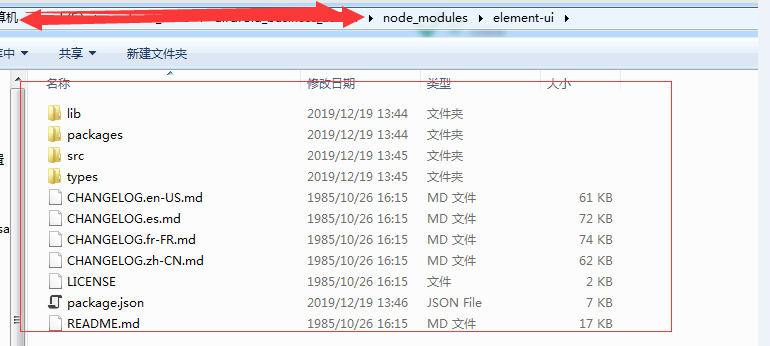 算机 node_modules element-ui
库中 共享 新建文件夹
名称 修改日期 类型 大小
lib 2019/12/19 13:44 文件夹
packages 2019/12/19 13:44 文件夹
src 2019/12/19 13:45 文件夹
types 2019/12/19 13:45 文件夹
CHANGELOG.en-US.md 1985/10/26 16:15 MD 文件 61 KB
CHANGELOG.es.md 1985/10/26 16:15 MD 文件 72 KB
CHANGELOG.fr-FR.md 1985/10/26 16:15 MD 文件 74 KB
CHANGELOG.zh-CN.md 1985/10/26 16:15 MD 文件 62 KB
LICENSE 1985/10/26 16:15 文件 2 KB
package.json 2019/12/19 13:46 JSON File 7 KB
README.md 1985/10/26 16:15 MD 文件 17 KB